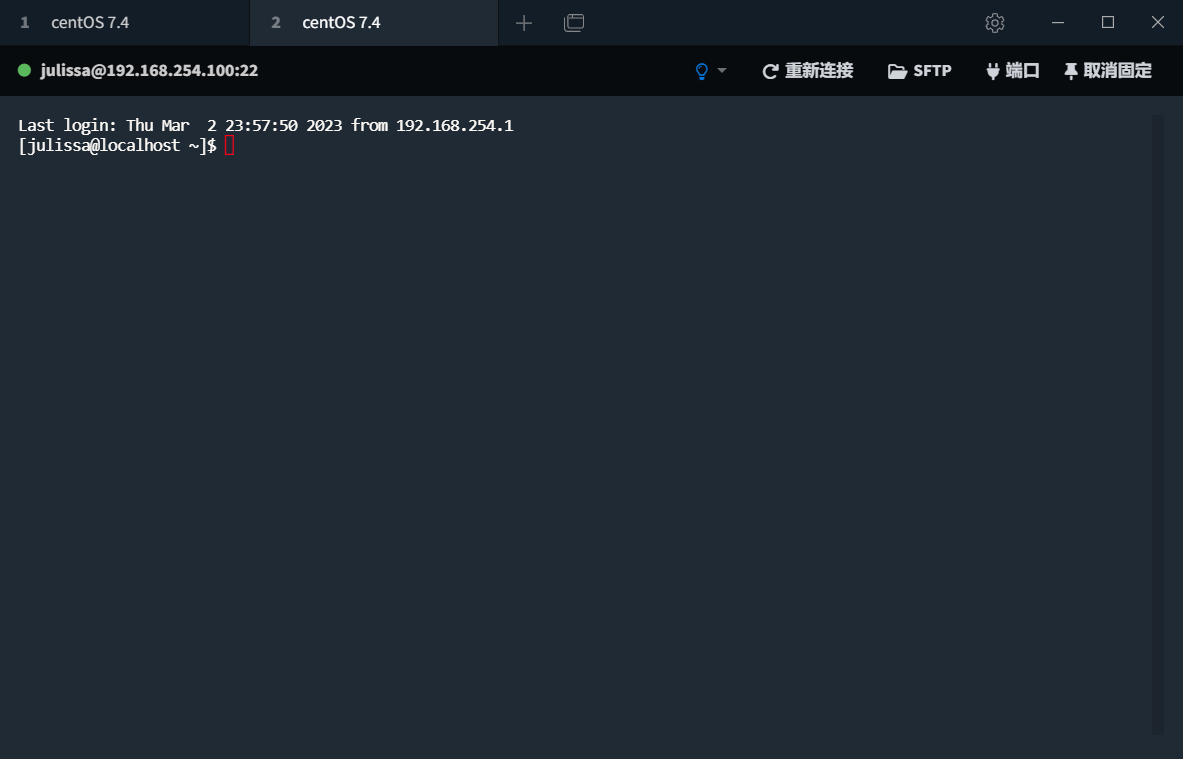 1 centOS 7.4 2 centOS 7.4
julissa@192.168.254.100:22 重新连接 SFTP 端口 取消固定
Last login: Thu Mar  2 23:57:50 2023 from 192.168.254.1
[julissa@localhost ~]$